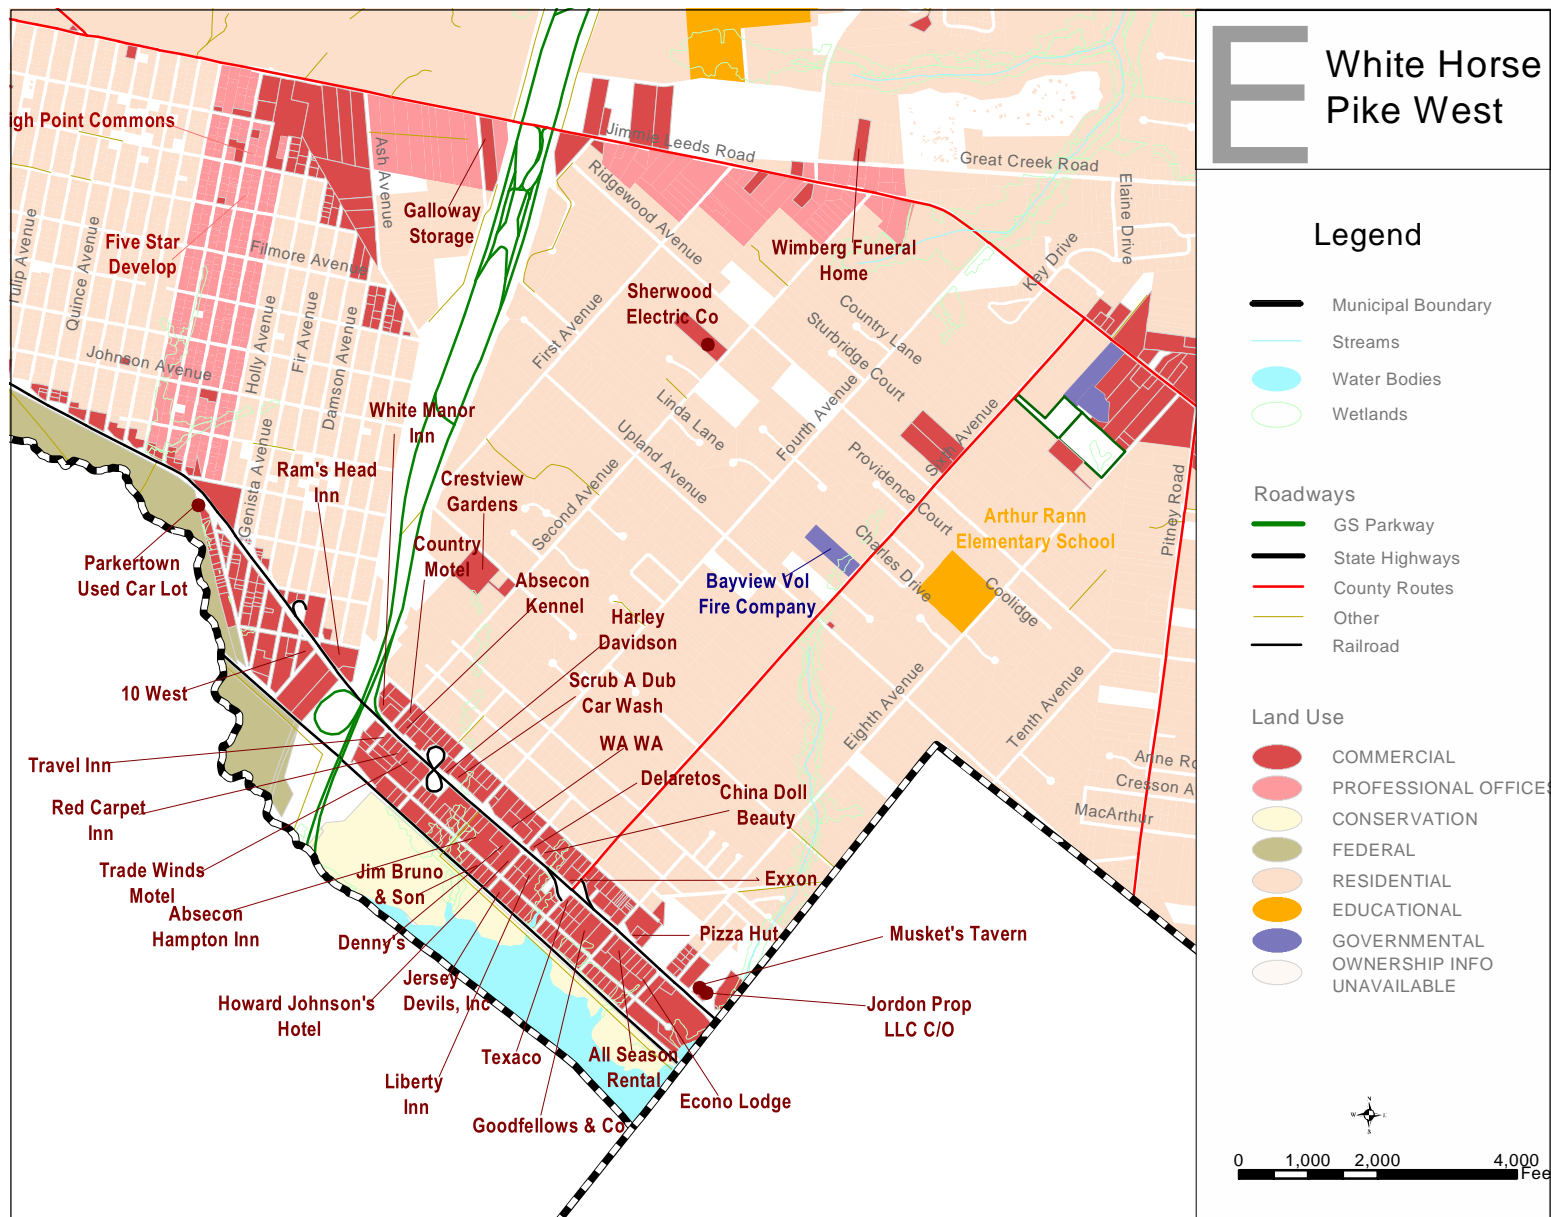 E
White Horse
Pike West
Legend
Municipal Boundary
Streams
Water Bodies
Wetlands
Roadways
GS Parkway
State Highways
County Routes
Other
Railroad
Land Use
COMMERCIAL
PROFESSIONAL OFFICES
CONSERVATION
FEDERAL
RESIDENTIAL
EDUCATIONAL
GOVERNMENTAL
OWNERSHIP INFO
UNAVAILABLE
N
W
E
S
0
1,000
2,000
4,000
Fee
igh Point Commons
Ash Avenue
Jimmie Leeds Road
Great Creek Road
Ridgewood Avenue
Elaine Drive
Galloway
Storage
Five Star
Develop
Filmore Avenue
Tulip Avenue
Quince Avenue
Wimberg Funeral
Home
Key Drive
Sherwood
Electric Co
Country Lane
Sturbridge Court
First Avenue
Holly Avenue
Fir Avenue
Damson Avenue
Johnson Avenue
White Manor
Inn
Linda Lane
Upland Avenue
Fourth Avenue
Sixth Avenue
Providence Court
Genista Avenue
Ram's Head
Inn
Crestview
Gardens
Second Avenue
Pitney Road
Arthur Rann
Elementary School
Country
Motel
Parkertown
Used Car Lot
Absecon
Kennel
Bayview Vol
Fire Company
Charles Drive
Coolidge
Harley
Davidson
10 West
Scrub A Dub
Car Wash
Eighth Avenue
Tenth Avenue
WA WA
Travel Inn
Delaretos
China Doll
Beauty
Anne Ro
Cresson A
MacArthur
Red Carpet
Inn
Trade Winds
Motel
Jim Bruno
& Son
Exxon
Absecon
Hampton Inn
Denny's
Pizza Hut
Musket's Tavern
Jersey
Devils, Inc
Howard Johnson's
Hotel
Jordon Prop
LLC C/O
Texaco
All Season
Rental
Liberty
Inn
Econo Lodge
Goodfellows & Co